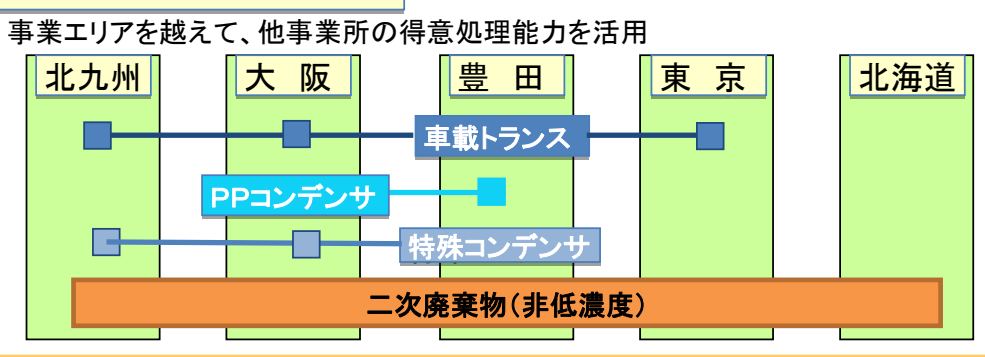 事業エリアを越えて、他事業所の得意処理能力を活用
北九州 大 阪 豊 田 東 京 北海道
車載トランス
PPコンデンサ
特殊コンデンサ
二次廃棄物(非低濃度)